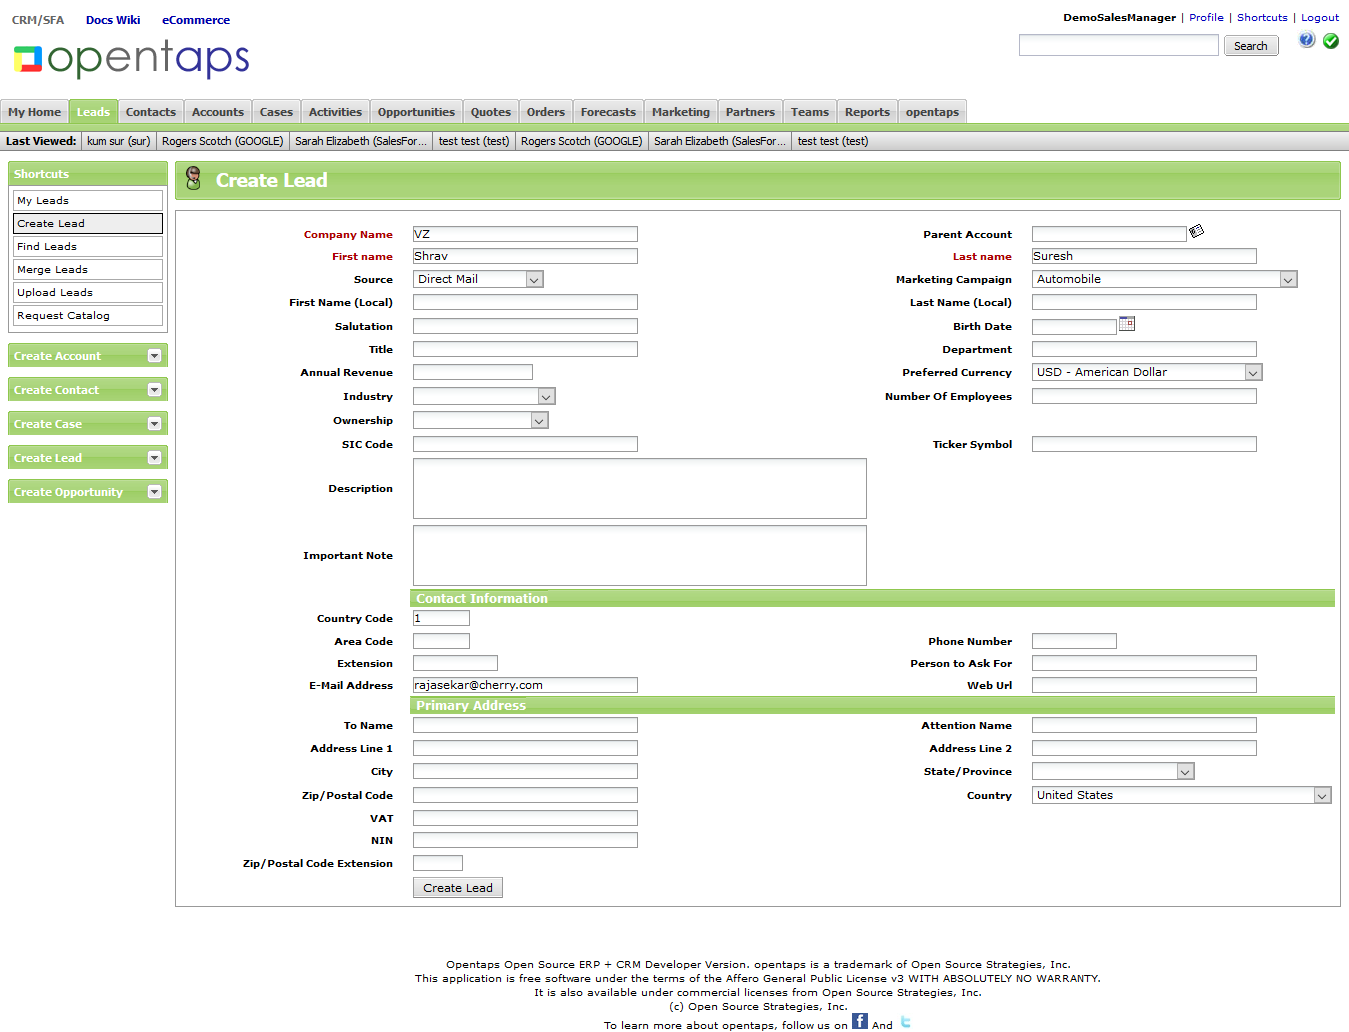 CRM/SFA Docs Wiki eCommerce
DemoSalesManager | Profile | Shortcuts | Logout
opentaps
Search
My Home Leads Contacts Accounts Cases Activities Opportunities Quotes Orders Forecasts Marketing Partners Teams Reports opentaps
Last Viewed: kum sur (sur) Rogers Scotch (GOOGLE) Sarah Elizabeth (SalesFor... test test (test) Rogers Scotch (GOOGLE) Sarah Elizabeth (SalesFor... test test (test)
Shortcuts
My Leads
Create Lead
Find Leads
Merge Leads
Upload Leads
Request Catalog
Create Account
Create Contact
Create Case
Create Lead
Create Opportunity
Create Lead
Company Name VZ Parent Account
First name Shrav Last name Suresh
Source Direct Mail Marketing Campaign Automobile
First Name (Local) Last Name (Local)
Salutation Birth Date
Title Department
Annual Revenue Preferred Currency USD - American Dollar
Industry Number Of Employees
Ownership
SIC Code Ticker Symbol
Description
Important Note
Contact Information
Country Code 1
Area Code Phone Number
Extension Person to Ask For
E-Mail Address rajasekar@cherry.com Web Url
Primary Address
To Name Attention Name
Address Line 1 Address Line 2
City State/Province
Zip/Postal Code Country United States
VAT
NIN
Zip/Postal Code Extension
Create Lead
Opentaps Open Source ERP + CRM Developer Version. opentaps is a trademark of Open Source Strategies, Inc.
This application is free software under the terms of the Affero General Public License v3 WITH ABSOLUTELY NO WARRANTY.
It is also available under commercial licenses from Open Source Strategies, Inc.
(c) Open Source Strategies, Inc.
To learn more about opentaps, follow us on f And t